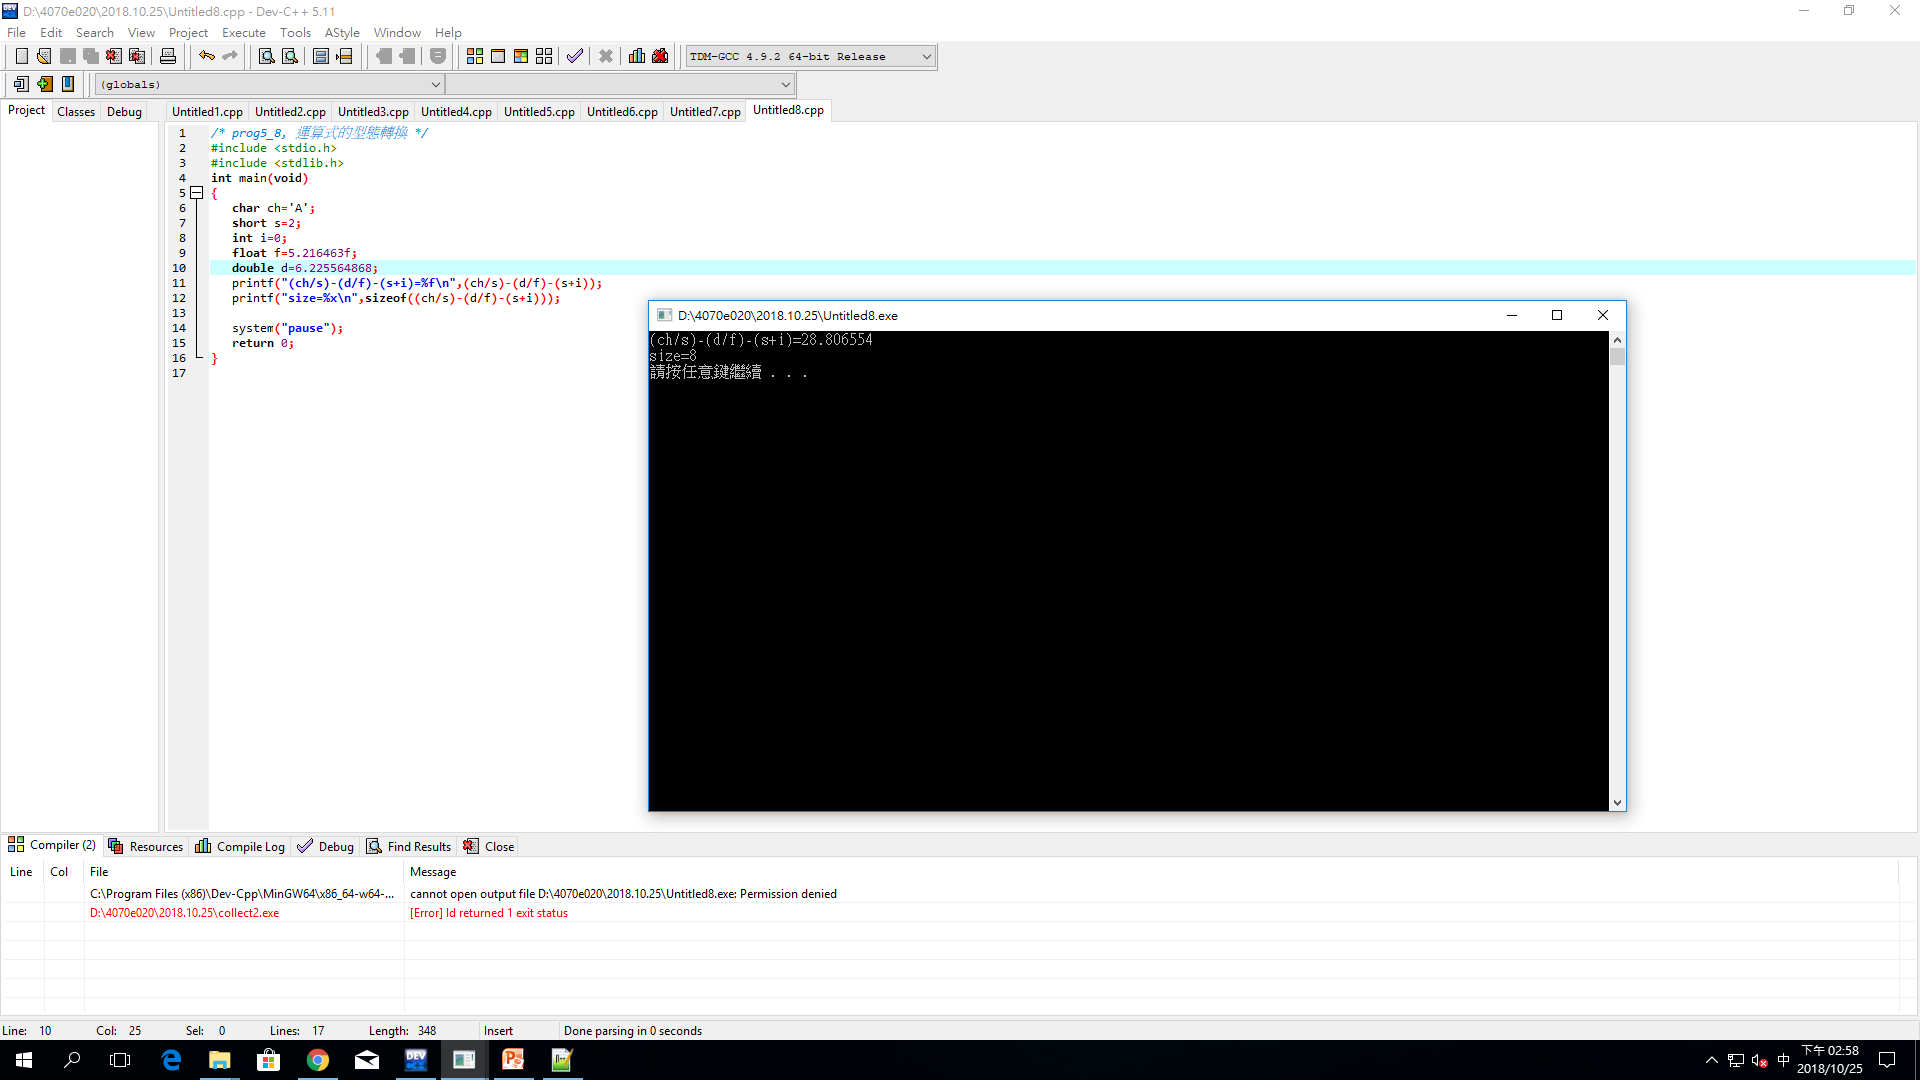 D:\4070e020\2018.10.25\Untitled8.cpp - Dev-C++ 5.11
File Edit Search View Project Execute Tools AStyle Window Help
TDM-GCC 4.9.2 64-bit Release
(globals)
Project Classes Debug
Untitled1.cpp Untitled2.cpp Untitled3.cpp Untitled4.cpp Untitled5.cpp Untitled6.cpp Untitled7.cpp Untitled8.cpp
1 /* prog5_8, 運算式的型態轉換 */
2 #include <stdio.h>
3 #include <stdlib.h>
4 int main(void)
5 {
6 char ch='A';
7 short s=2;
8 int i=0;
9 float f=5.216463f;
10 double d=6.225564868;
11 printf("(ch/s)-(d/f)-(s+i)=%f\n",(ch/s)-(d/f)-(s+i));
12 printf("size=%x\n",sizeof((ch/s)-(d/f)-(s+i)));
13
14 system("pause");
15 return 0;
16 }
17
D:\4070e020\2018.10.25\Untitled8.exe
(ch/s)-(d/f)-(s+i)=28.806554
size=8
請按任意鍵繼續 . . .
Compiler (2) Resources Compile Log Debug Find Results Close
Line Col File Message
C:\Program Files (x86)\Dev-Cpp\MinGW64\x86_64-w64-... cannot open output file D:\4070e020\2018.10.25\Untitled8.exe: Permission denied
D:\4070e020\2018.10.25\collect2.exe [Error] ld returned 1 exit status
Line: 10 Col: 25 Sel: 0 Lines: 17 Length: 348 Insert Done parsing in 0 seconds
DEV
中
下午 02:58
2018/10/25